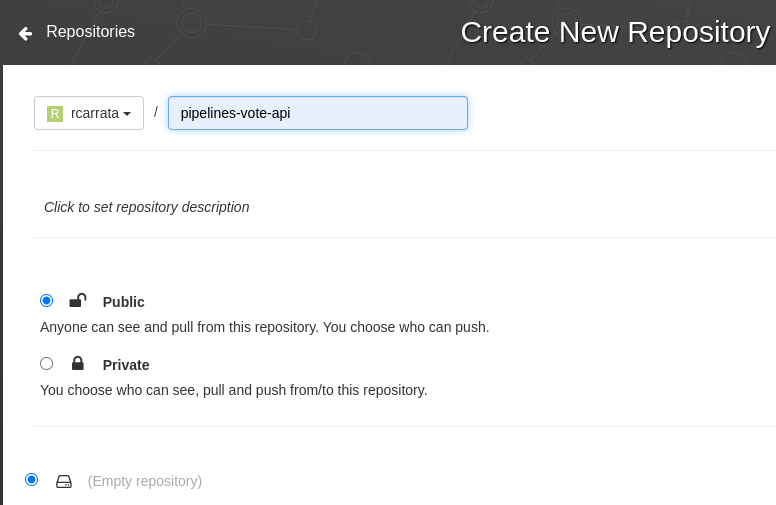 Repositories
Create New Repository
R rcarrata / pipelines-vote-api
Click to set repository description
Public
Anyone can see and pull from this repository. You choose who can push.
Private
You choose who can see, pull and push from/to this repository.
(Empty repository)